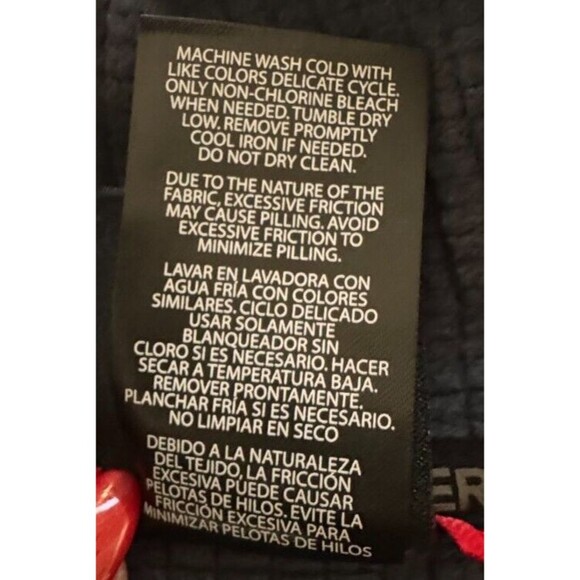 MACHINE WASH COLD WITH
LIKE COLORS DELICATE CYCLE.
ONLY NON-CHLORINE BLEACH
WHEN NEEDED. TUMBLE DRY
LOW. REMOVE PROMPTLY
COOL IRON IF NEEDED.
DO NOT DRY CLEAN.
DUE TO THE NATURE OF THE
FABRIC, EXCESSIVE FRICTION
MAY CAUSE PILLING. AVOID
EXCESSIVE FRICTION TO
MINIMIZE PILLING.
LAVAR EN LAVADORA CON
AGUA FRÍA CON COLORES
SIMILARES. CICLO DELICADO
USAR SOLAMENTE
BLANQUEADOR SIN
CLORO SI ES NECESARIO. HACER
SECAR A TEMPERATURA BAJA.
REMOVER PRONTAMENTE.
PLANCHAR FRÍA SI ES NECESARIO.
NO LIMPIAR EN SECO
DEBIDO A LA NATURALEZA
DEL TEJIDO, LA FRICCIÓN
EXCESIVA PUEDE CAUSAR
PELOTAS DE HILOS. EVITE LA
FRICCIÓN EXCESIVA PARA
MINIMIZAR PELOTAS DE HILOS
ER